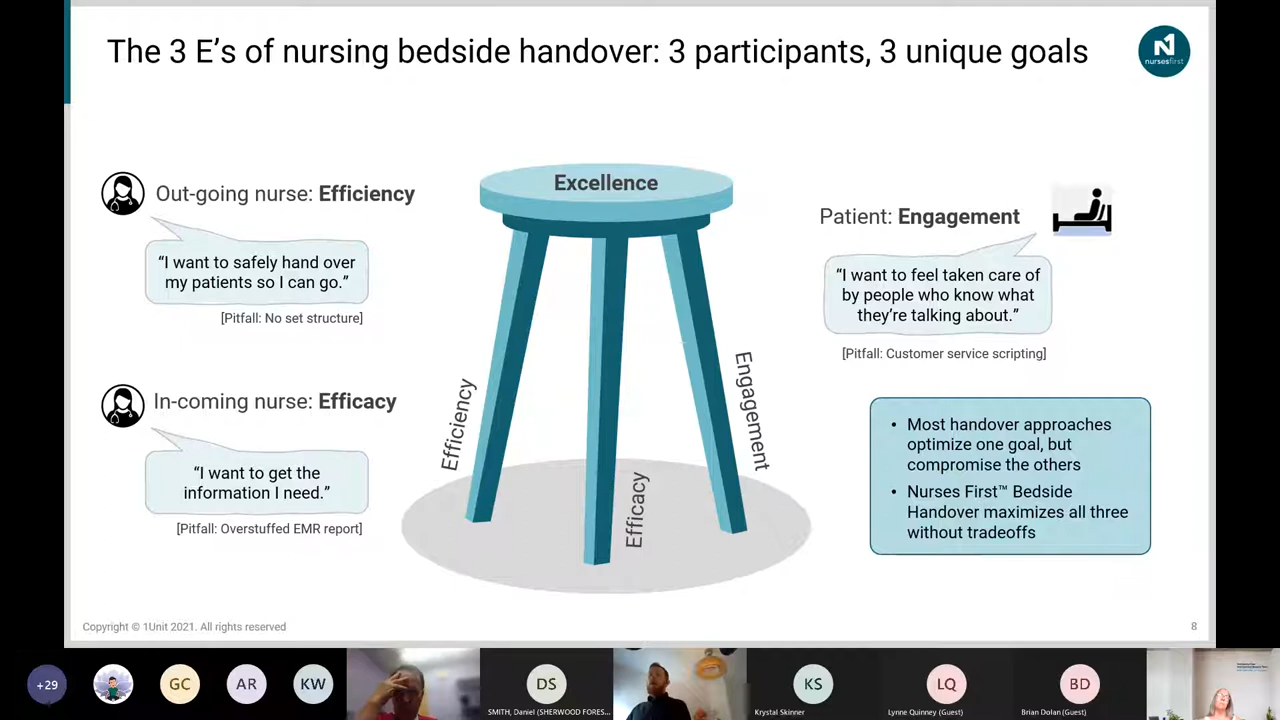 The 3 E’s of nursing bedside handover: 3 participants, 3 unique goals
N1
nursesfirst
Out-going nurse: Efficiency
“I want to safely hand over
my patients so I can go.”
[Pitfall: No set structure]
In-coming nurse: Efficacy
“I want to get the
information I need.”
[Pitfall: Overstuffed EMR report]
Excellence
Efficiency
Efficacy
Engagement
Patient: Engagement
“I want to feel taken care of
by people who know what
they’re talking about.”
[Pitfall: Customer service scripting]
• Most handover approaches
optimize one goal, but
compromise the others
• Nurses First™ Bedside
Handover maximizes all three
without tradeoffs
Copyright © 1Unit 2021. All rights reserved
8
+29
GC
AR
KW
DS
SMITH, Daniel (SHERWOOD FORES...
KS
Krystal Skinner
LQ
Lynne Quinney (Guest)
BD
Brian Dolan (Guest)